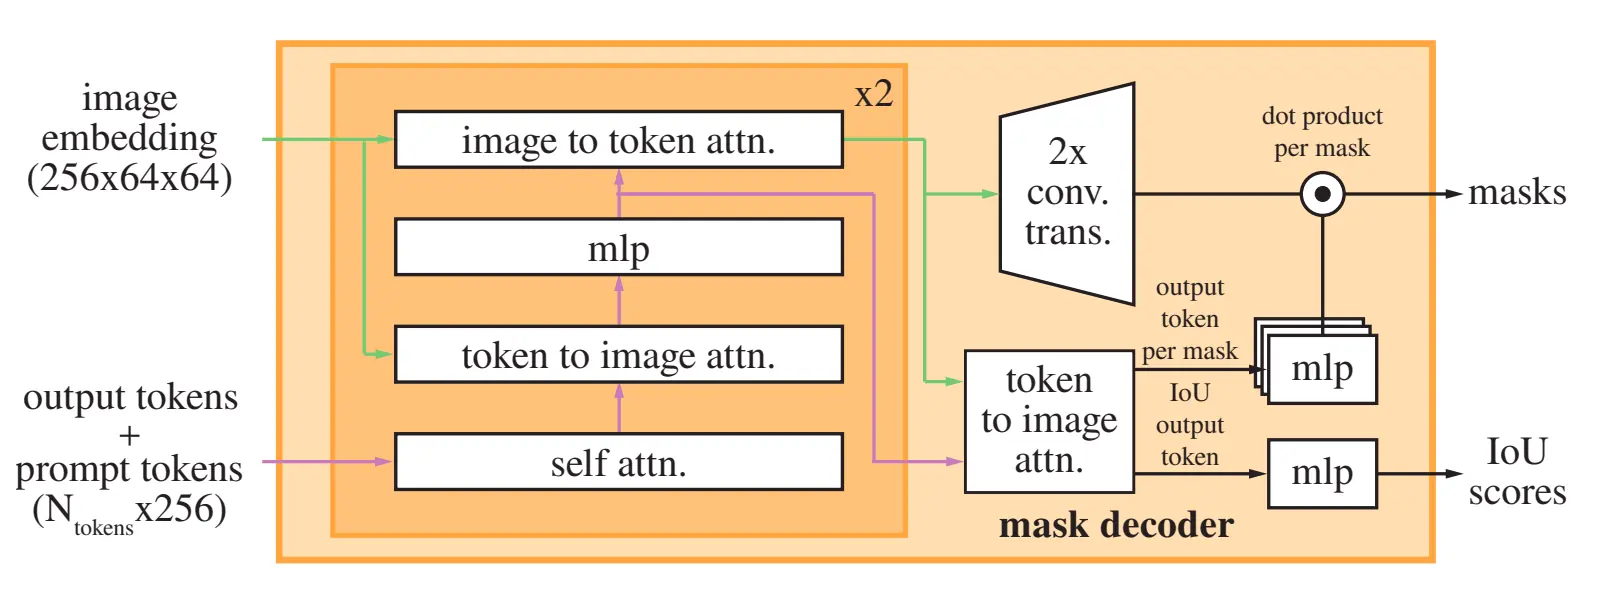 image
embedding
(256x64x64)
output tokens
+
prompt tokens
(Ntokensx256)
x2
image to token attn.
mlp
token to image attn.
self attn.
2x
conv.
trans.
dot product
per mask
masks
token
to image
attn.
output
token
per mask
IoU
output
token
mlp
mlp
IoU
scores
mask decoder